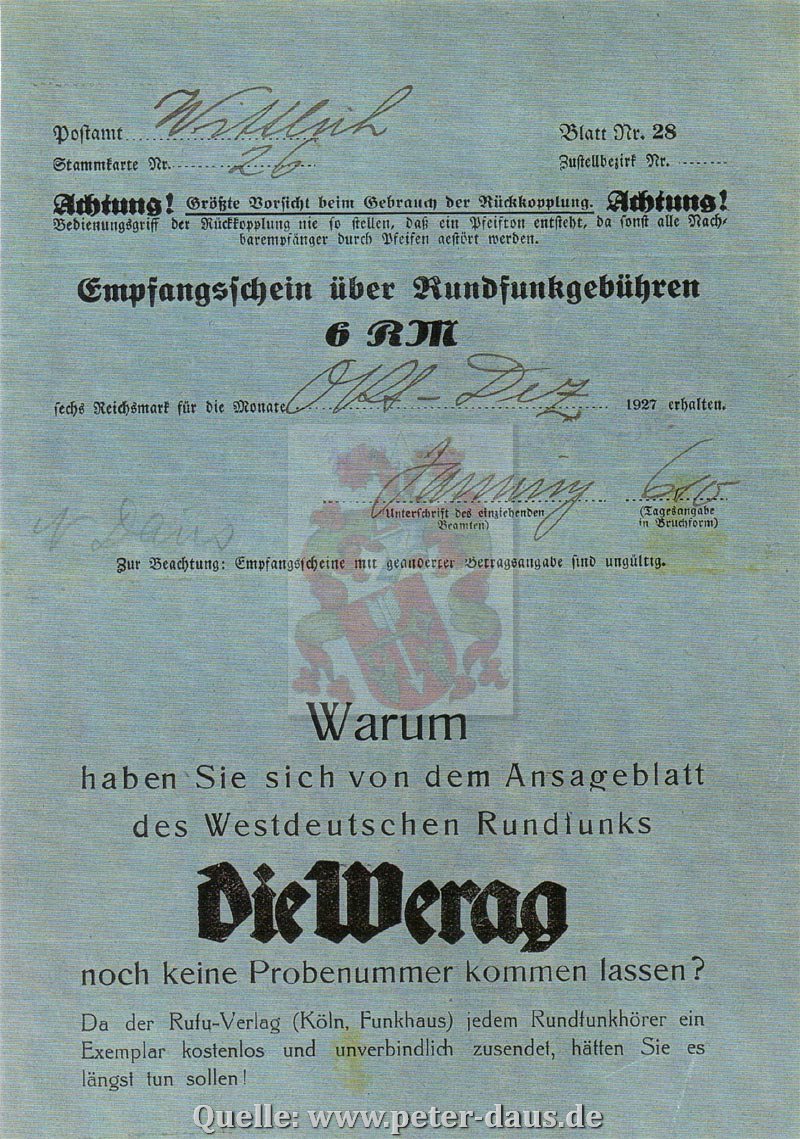 Postamt Wittlich Blatt Nr. 28
Stammkarte Nr. 26 Zustellbezirk Nr.
Achtung! Größte Vorsicht beim Gebrauch der Rückkopplung. Achtung!
Bedienungsgriff der Rückkopplung nie so stellen, daß ein Pfeifton entsteht, da sonst alle Nach-
barempfänger durch Pfeifen gestört werden.
Empfangsschein über Rundfunkgebühren
6 RM
sechs Reichsmark für die Monate Okt – Dez 1927 erhalten.
(Unterschrift des einziehenden (Tagesangabe
Beamten) in Bruchform)
N Daus
Zur Beachtung: Empfangsscheine mit geänderter Betragsangabe sind ungültig.
Warum
haben Sie sich von dem Ansageblatt
des Westdeutschen Rundfunks
Die Werag
noch keine Probenummer kommen lassen?
Da der Rufu-Verlag (Köln, Funkhaus) jedem Rundfunkhörer ein
Exemplar kostenlos und unverbindlich zusendet, hätten Sie es
längst tun sollen!
Quelle: www.peter-daus.de